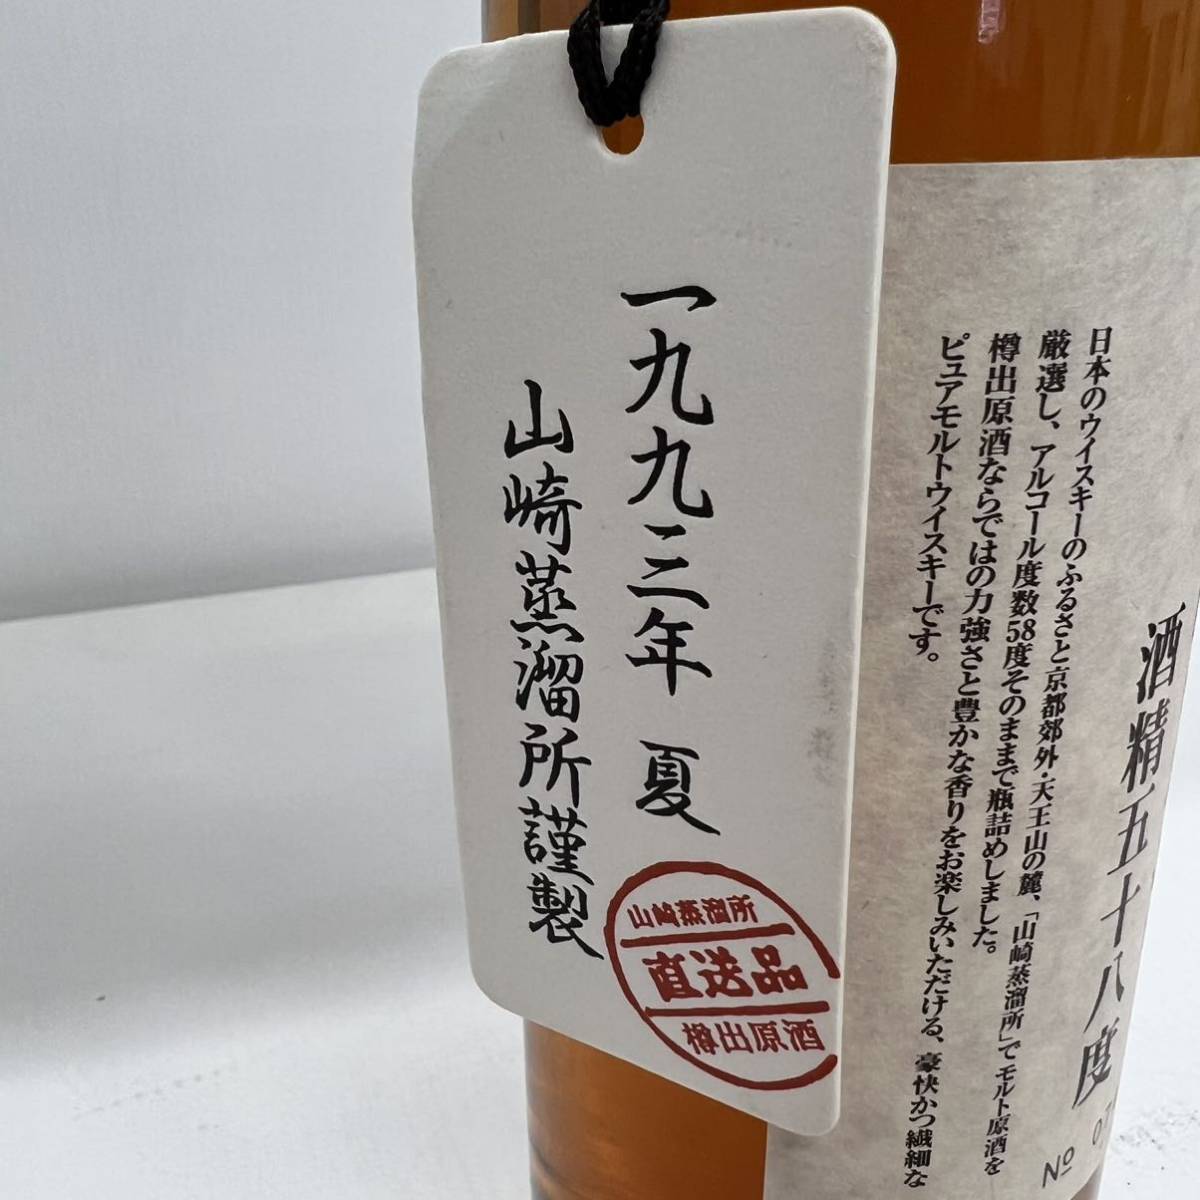 一九九三年 夏
山崎蒸溜所謹製
山崎蒸溜所
直送品
樽出原酒
酒精五十八度
日本のウイスキーのふるさと京都郊外・天王山の麓、「山崎蒸溜所」でモルト原酒を
厳選し、アルコール度数58度そのままで瓶詰めしました。
樽出原酒ならではの力強さと豊かな香りをお楽しみいただける、豪快かつ繊細な
ピュアモルトウイスキーです。
No